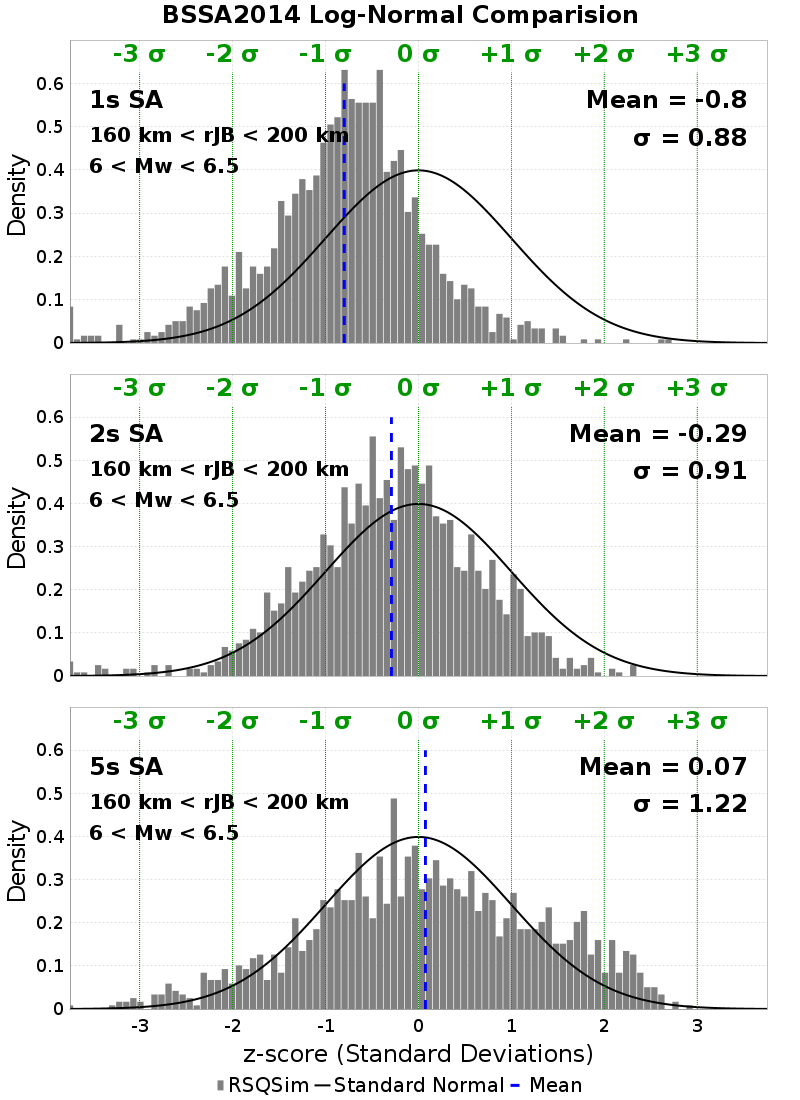 BSSA2014 Log-Normal Comparision
-3 σ -2 σ -1 σ 0 σ +1 σ +2 σ +3 σ
1s SA
Mean = -0.8
160 km < rJB < 200 km
σ = 0.88
6 < Mw < 6.5
Density
0.6
0.5
0.4
0.3
0.2
0.1
0
-3 σ -2 σ -1 σ 0 σ +1 σ +2 σ +3 σ
2s SA
Mean = -0.29
160 km < rJB < 200 km
σ = 0.91
6 < Mw < 6.5
Density
0.6
0.5
0.4
0.3
0.2
0.1
0
-3 σ -2 σ -1 σ 0 σ +1 σ +2 σ +3 σ
5s SA
Mean = 0.07
160 km < rJB < 200 km
σ = 1.22
6 < Mw < 6.5
Density
0.6
0.5
0.4
0.3
0.2
0.1
0
-3 -2 -1 0 1 2 3
z-score (Standard Deviations)
RSQSim Standard Normal Mean